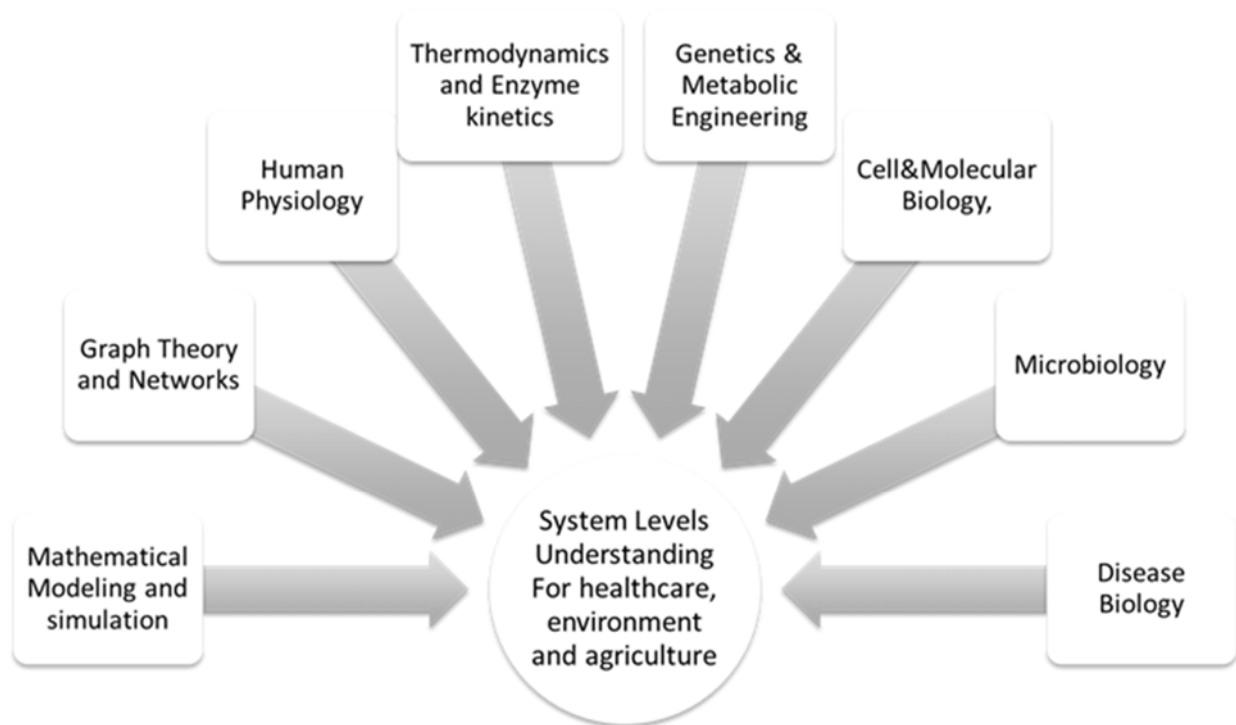 Thermodynamics
and Enzyme
kinetics
Genetics &
Metabolic
Engineering
Human
Physiology
Cell&Molecular
Biology,
Graph Theory
and Networks
Microbiology
Mathematical
Modeling and
simulation
System Levels
Understanding
For healthcare,
environment
and agriculture
Disease
Biology